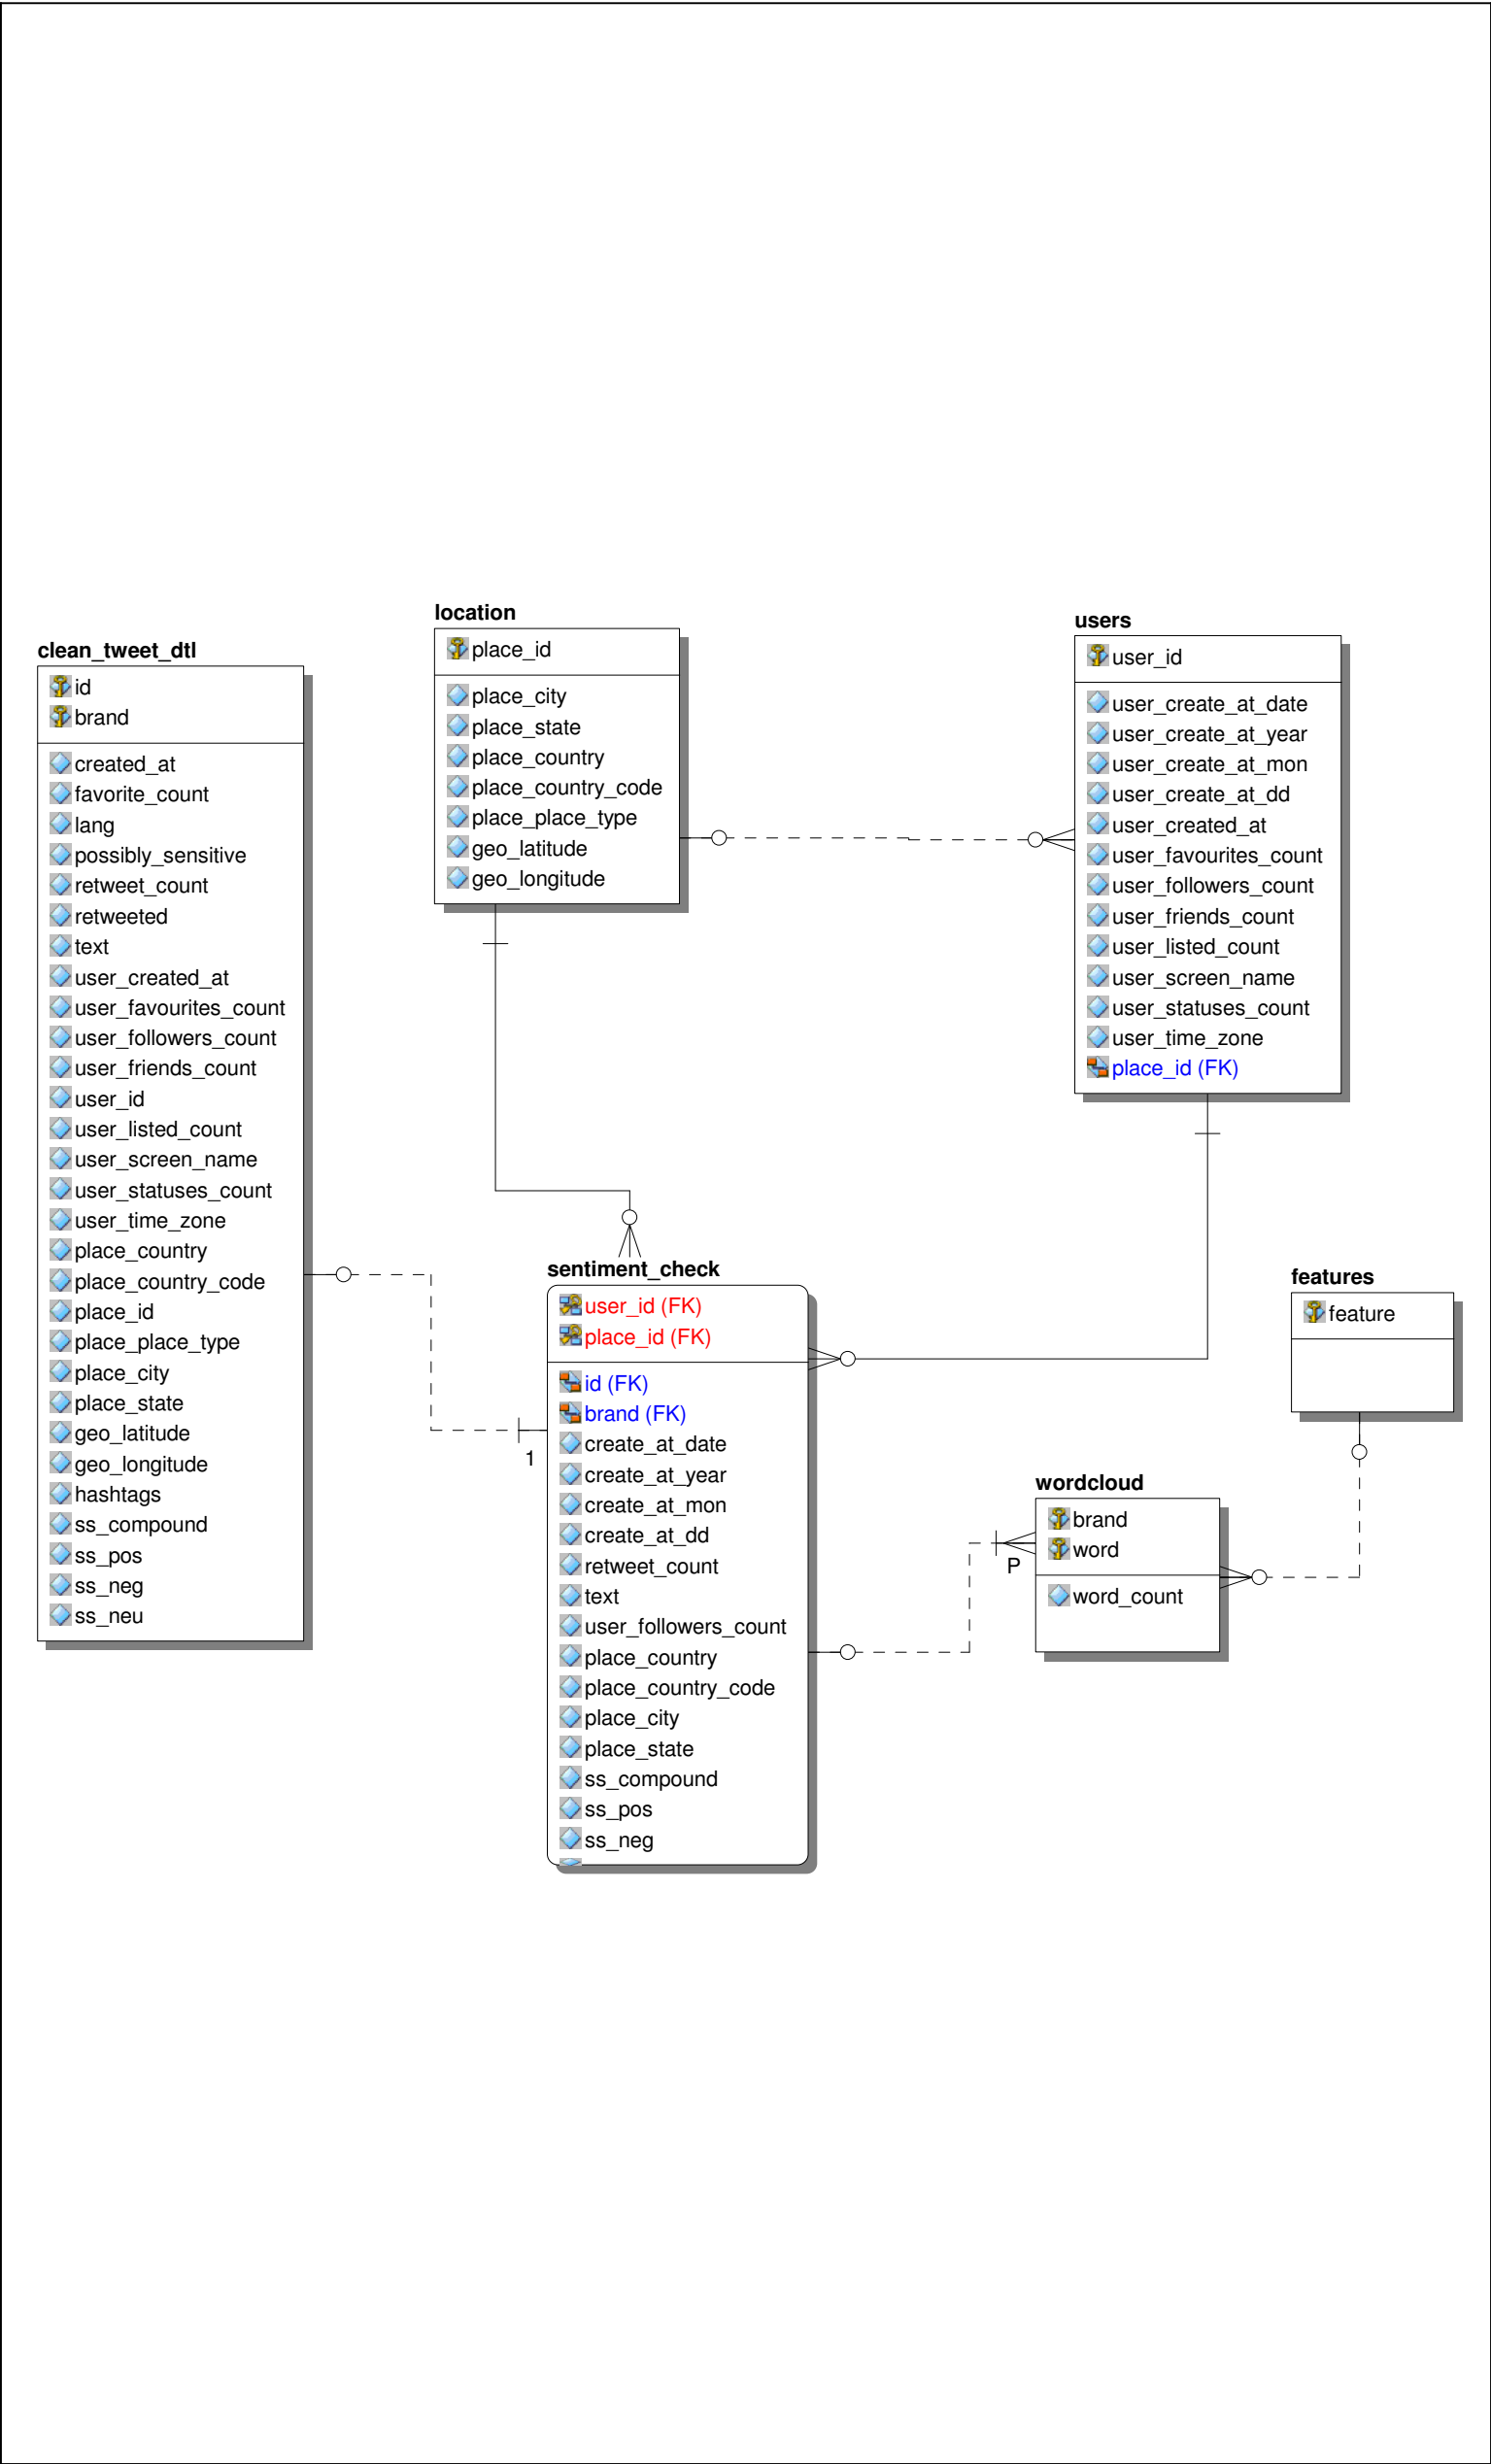 clean_tweet_dtl
id
brand
created_at
favorite_count
lang
possibly_sensitive
retweet_count
retweeted
text
user_created_at
user_favourites_count
user_followers_count
user_friends_count
user_id
user_listed_count
user_screen_name
user_statuses_count
user_time_zone
place_country
place_country_code
place_id
place_place_type
place_city
place_state
geo_latitude
geo_longitude
hashtags
ss_compound
ss_pos
ss_neg
ss_neu
location
place_id
place_city
place_state
place_country
place_country_code
place_place_type
geo_latitude
geo_longitude
users
user_id
user_create_at_date
user_create_at_year
user_create_at_mon
user_create_at_dd
user_created_at
user_favourites_count
user_followers_count
user_friends_count
user_listed_count
user_screen_name
user_statuses_count
user_time_zone
place_id (FK)
1
sentiment_check
user_id (FK)
place_id (FK)
id (FK)
brand (FK)
create_at_date
create_at_year
create_at_mon
create_at_dd
retweet_count
text
user_followers_count
place_country
place_country_code
place_city
place_state
ss_compound
ss_pos
ss_neg
P
wordcloud
brand
word
word_count
features
feature